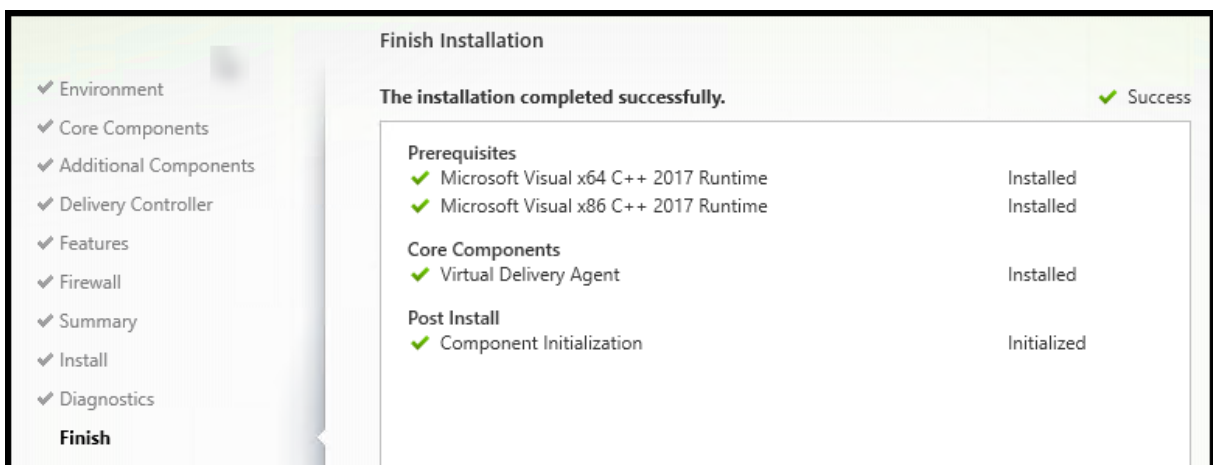 Environment
Core Components
Additional Components
Delivery Controller
Features
Firewall
Summary
Install
Diagnostics
Finish
Finish Installation
The installation completed successfully. Success
Prerequisites
Microsoft Visual x64 C++ 2017 Runtime Installed
Microsoft Visual x86 C++ 2017 Runtime Installed
Core Components
Virtual Delivery Agent Installed
Post Install
Component Initialization Initialized